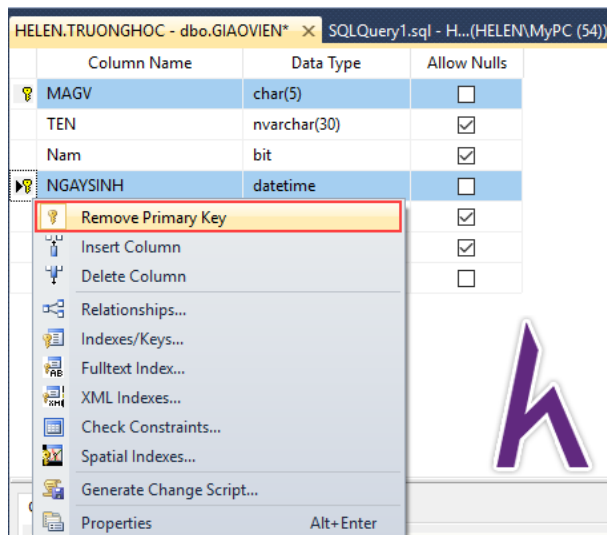 HELEN.TRUONGHOC - dbo.GIAOVIEN* SQLQuery1.sql - H...(HELEN\MyPC (54))
Column Name Data Type Allow Nulls
MAGV char(5)
TEN nvarchar(30)
Nam bit
NGAYSINH datetime
Remove Primary Key
Insert Column
Delete Column
Relationships...
Indexes/Keys...
Fulltext Index...
XML Indexes...
Check Constraints...
Spatial Indexes...
Generate Change Script...
Properties Alt+Enter